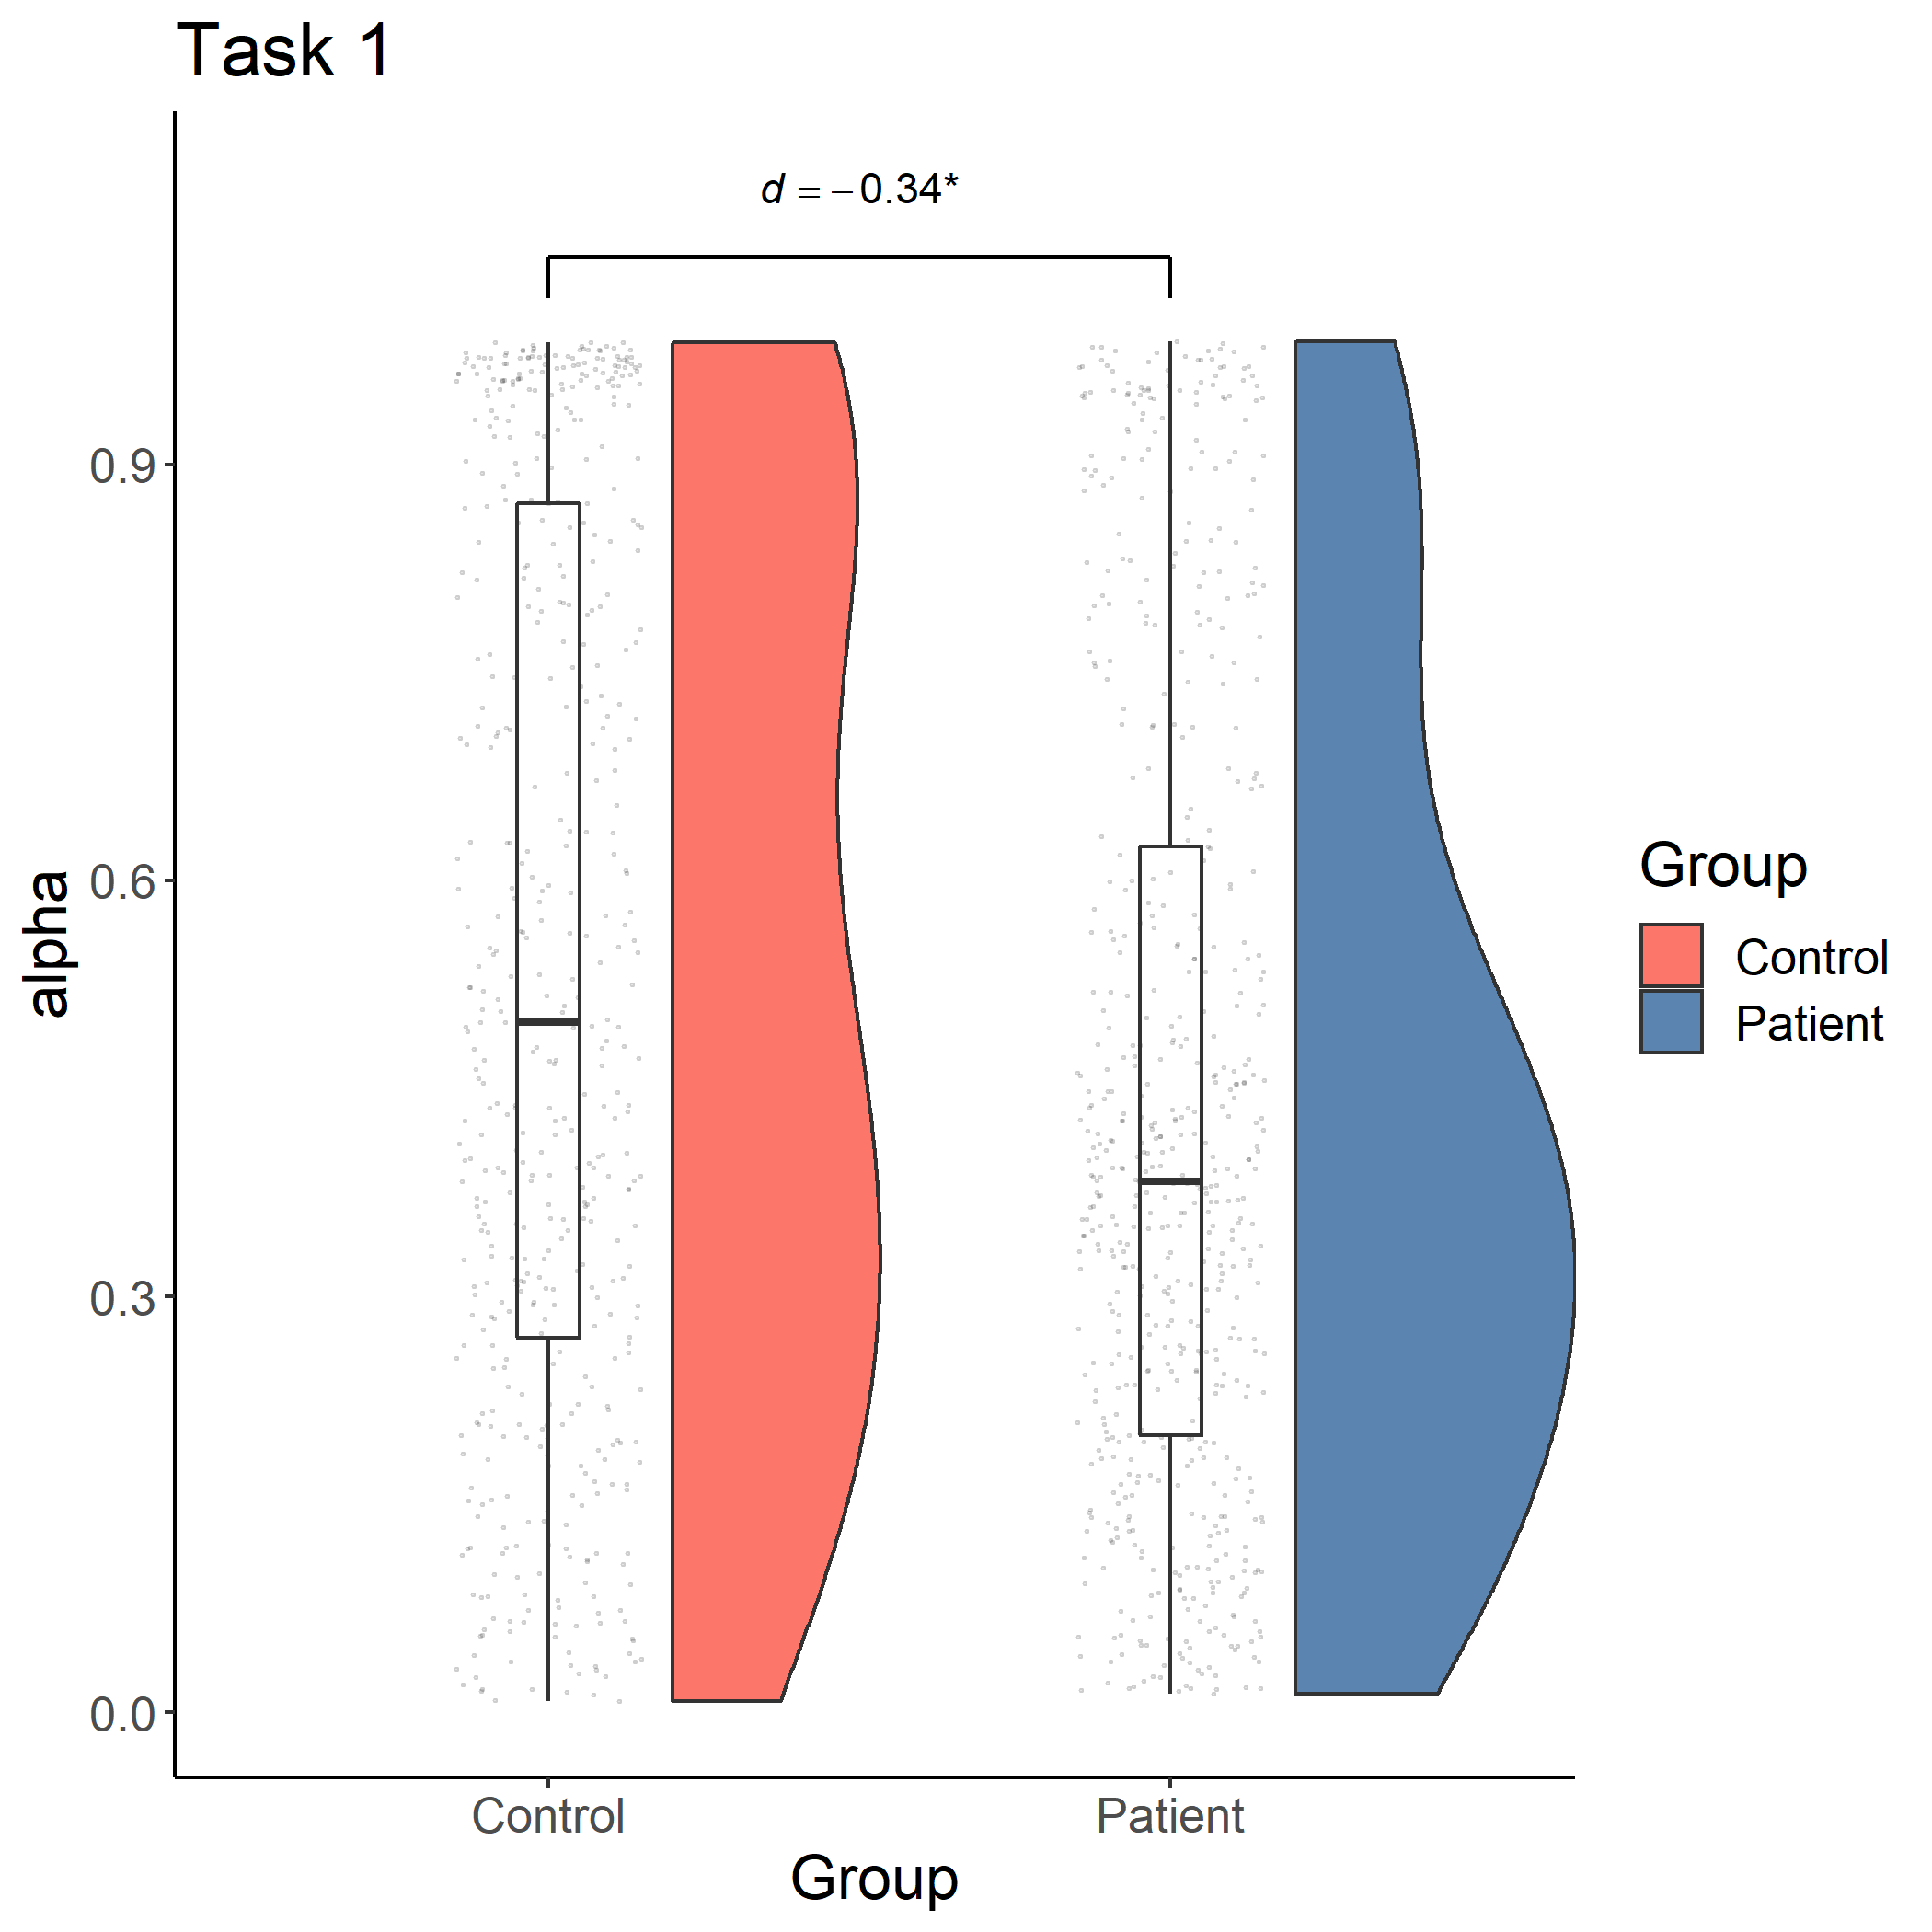 Task 1
d = −0.34*
0.9
0.6
0.3
0.0
alpha
Control
Patient
Group
Group
Control
Patient